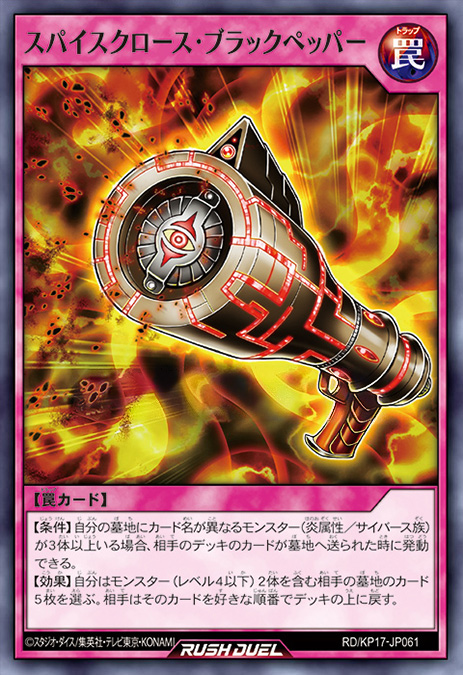 スパイスクロース・ブラックペッパー
トラップ
罠
【罠カード】
【条件】自分の墓地にカード名が異なるモンスター(炎属性/サイバース族)
が3体以上いる場合、相手のデッキのカードが墓地へ送られた時に発動
できる。
【効果】自分はモンスター(レベル4以下)2体を含む相手の墓地のカード
5枚を選ぶ。相手はそのカードを好きな順番でデッキの上に戻す。
©スタジオ・ダイス/集英社・テレビ東京・KONAMI
RUSH DUEL
RD/KP17-JP061